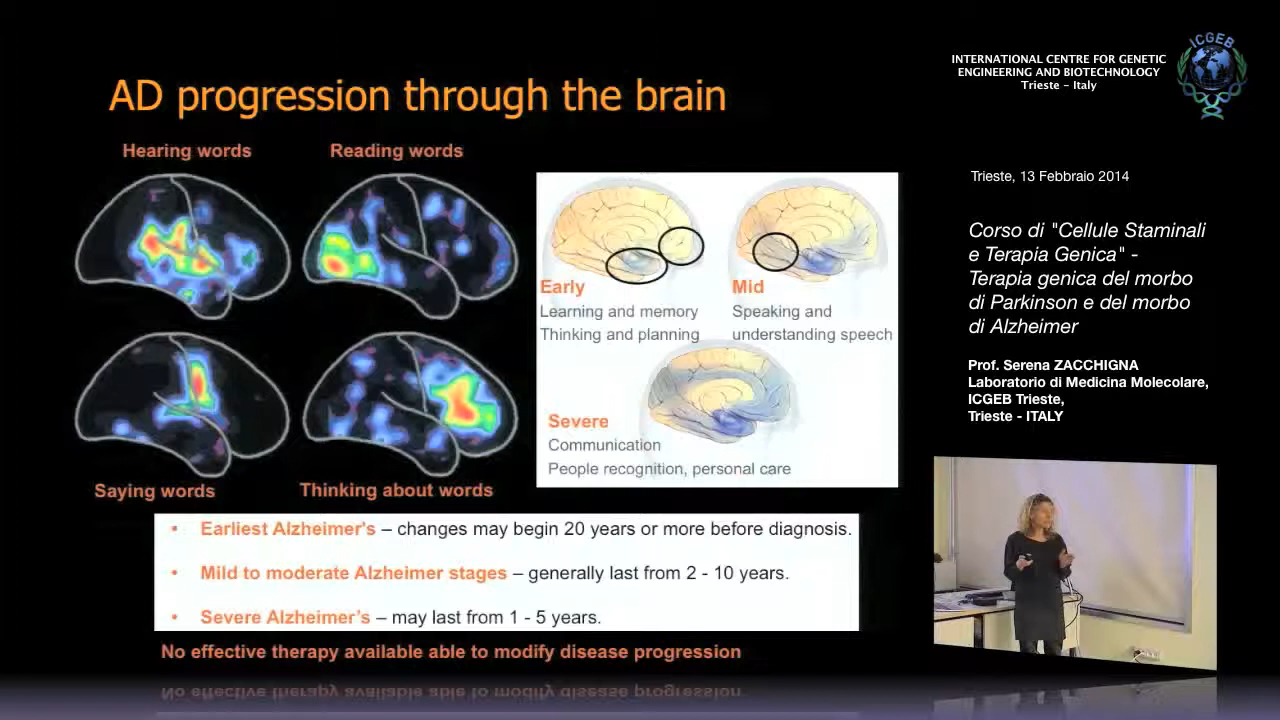 AD progression through the brain
Hearing words
Reading words
Saying words
Thinking about words
Early
Learning and memory
Thinking and planning
Mid
Speaking and
understanding speech
Severe
Communication
People recognition, personal care
• Earliest Alzheimer's – changes may begin 20 years or more before diagnosis.
• Mild to moderate Alzheimer stages – generally last from 2 - 10 years.
• Severe Alzheimer’s – may last from 1 - 5 years.
No effective therapy available able to modify disease progression
INTERNATIONAL CENTRE FOR GENETIC
ENGINEERING AND BIOTECHNOLOGY
Trieste - Italy
ICGEB
Trieste, 13 Febbraio 2014
Corso di "Cellule Staminali
e Terapia Genica" -
Terapia genica del morbo
di Parkinson e del morbo
di Alzheimer
Prof. Serena ZACCHIGNA
Laboratorio di Medicina Molecolare,
ICGEB Trieste,
Trieste - ITALY